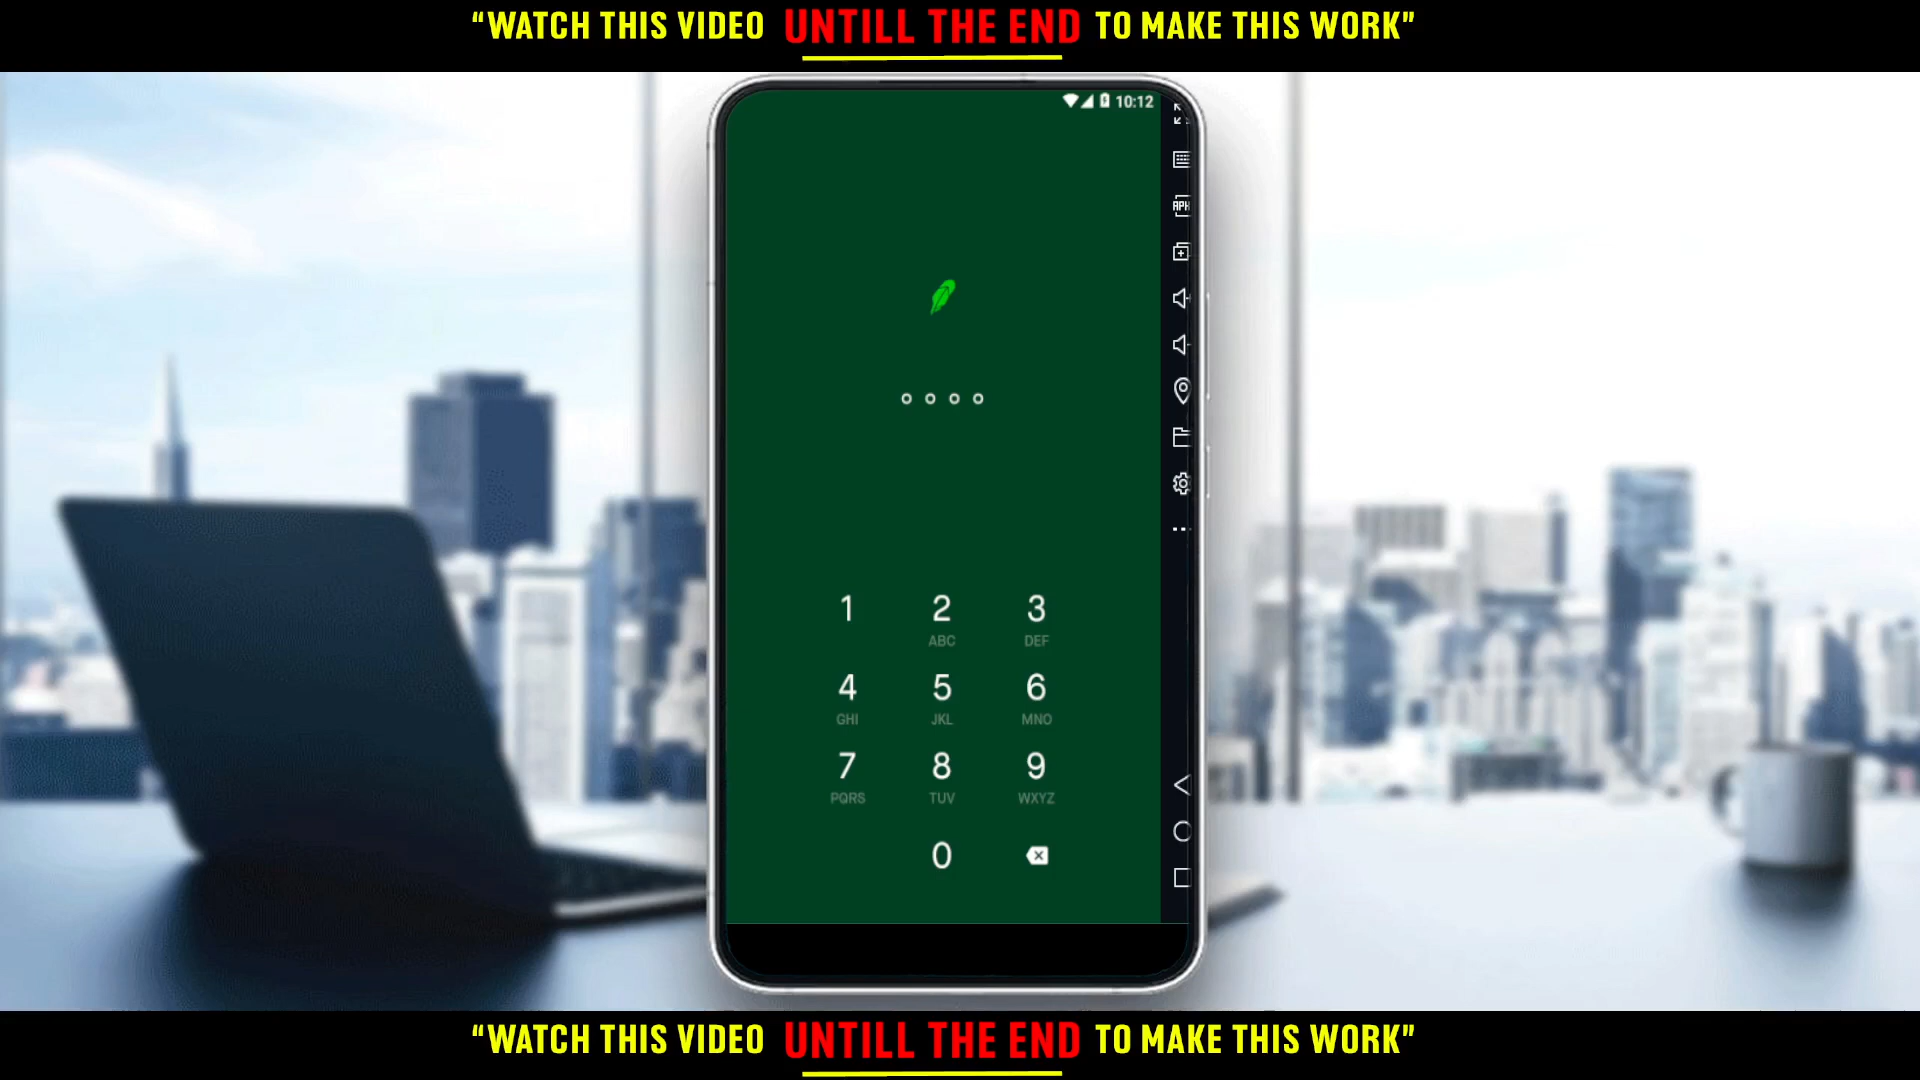 “WATCH THIS VIDEO UNTILL THE END TO MAKE THIS WORK”
10:12
1
2
3
ABC
DEF
4
5
6
GHI
JKL
MNO
7
8
9
PQRS
TUV
WXYZ
0
“WATCH THIS VIDEO UNTILL THE END TO MAKE THIS WORK”